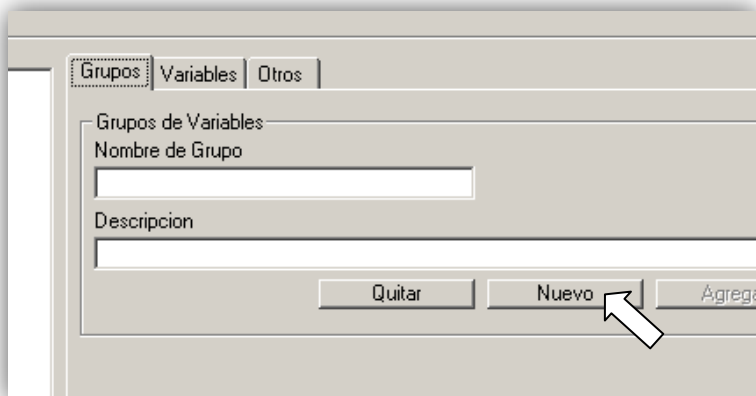 Grupos Variables Otros
Grupos de Variables
Nombre de Grupo
Descripcion
Quitar Nuevo